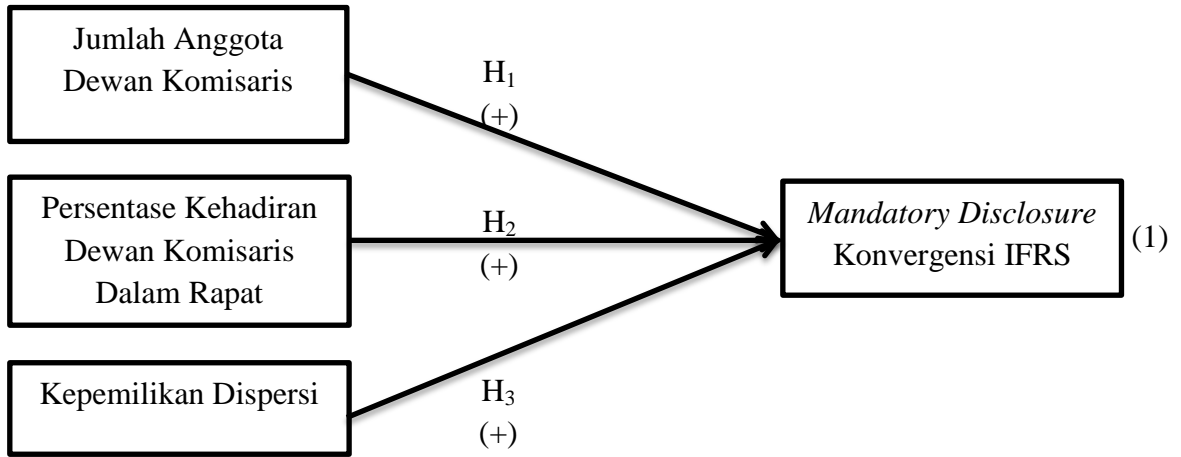 Jumlah Anggota
Dewan Komisaris
H₁
(+)
Persentase Kehadiran
Dewan Komisaris
Dalam Rapat
H₂
(+)
Mandatory Disclosure
Konvergensi IFRS
(1)
Kepemilikan Dispersi
H₃
(+)